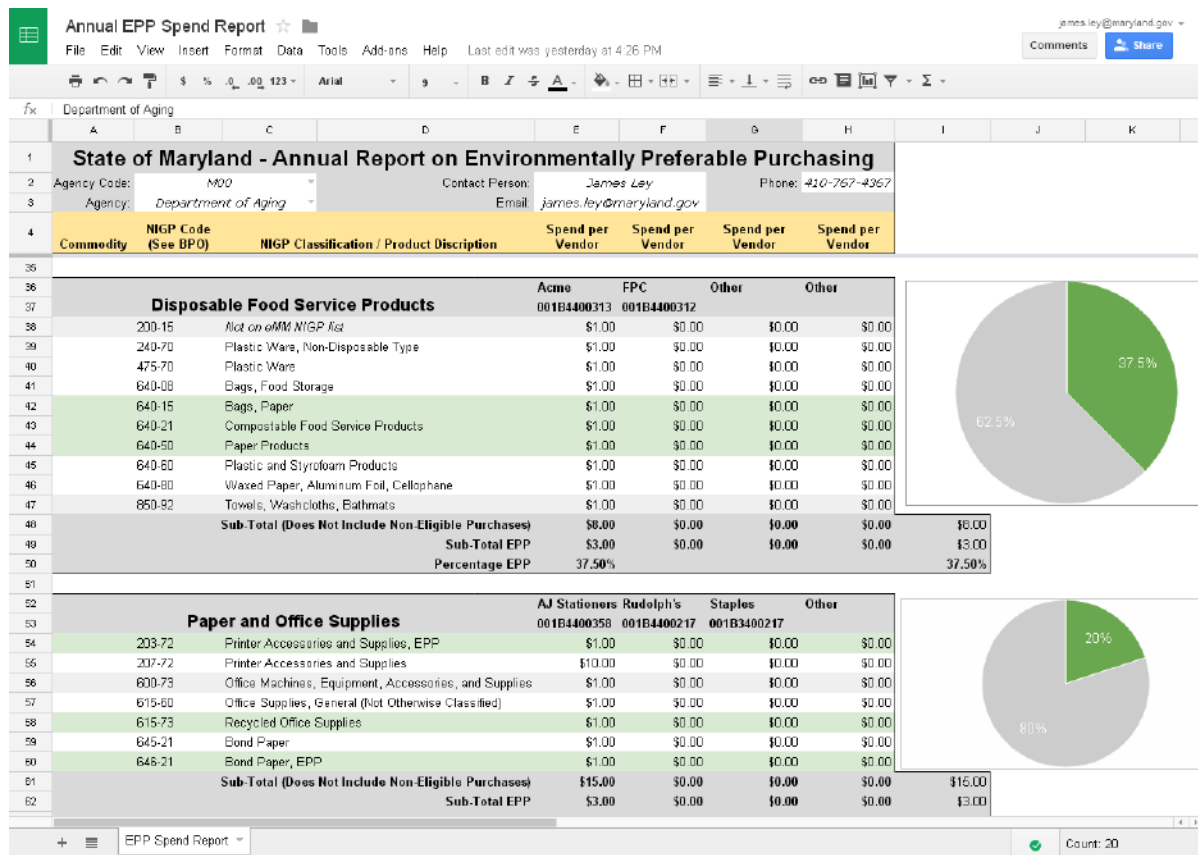 Annual EPP Spend Report
james.ley@maryland.gov
File Edit View Insert Format Data Tools Add-ons Help Last edit was yesterday at 4:26 PM
Comments Share
$ % .0_ .00_ 123 Arial 9 B I S A
fx Department of Aging
A B C D E F G H I J K
1 State of Maryland - Annual Report on Environmentally Preferable Purchasing
2 Agency Code: M00 Contact Person: James Ley Phone: 410-767-4367
3 Agency: Department of Aging Email: james.ley@maryland.gov
4 Commodity NIGP Code (See BPO) NIGP Classification / Product Discription Spend per Vendor Spend per Vendor Spend per Vendor Spend per Vendor
35
36 Acme FPC Other Other
37 Disposable Food Service Products 001B4400313 001B4400312
38 200-15 Not on eMM NIGP list $1.00 $0.00 $0.00 $0.00
39 240-70 Plastic Ware, Non-Disposable Type $1.00 $0.00 $0.00 $0.00
40 475-70 Plastic Ware $1.00 $0.00 $0.00 $0.00
41 640-08 Bags, Food Storage $1.00 $0.00 $0.00 $0.00
42 640-15 Bags, Paper $1.00 $0.00 $0.00 $0.00
43 640-21 Compostable Food Service Products $1.00 $0.00 $0.00 $0.00
44 640-50 Paper Products $1.00 $0.00 $0.00 $0.00
45 640-60 Plastic and Styrofoam Products $1.00 $0.00 $0.00 $0.00
46 640-80 Waxed Paper, Aluminum Foil, Cellophane $1.00 $0.00 $0.00 $0.00
47 850-92 Towels, Washcloths, Bathmats $1.00 $0.00 $0.00 $0.00
48 Sub-Total (Does Not Include Non-Eligible Purchases) $8.00 $0.00 $0.00 $0.00 $8.00
49 Sub-Total EPP $3.00 $0.00 $0.00 $0.00 $3.00
50 Percentage EPP 37.50% 37.50%
37.5%
62.5%
51
52 AJ Stationers Rudolph's Staples Other
53 Paper and Office Supplies 001B4400358 001B4400217 001B3400217
54 203-72 Printer Accessories and Supplies, EPP $1.00 $0.00 $0.00 $0.00
55 207-72 Printer Accessories and Supplies $10.00 $0.00 $0.00 $0.00
56 600-73 Office Machines, Equipment, Accessories, and Supplies $1.00 $0.00 $0.00 $0.00
57 615-60 Office Supplies, General (Not Otherwise Classified) $1.00 $0.00 $0.00 $0.00
58 615-73 Recycled Office Supplies $1.00 $0.00 $0.00 $0.00
59 645-21 Bond Paper $1.00 $0.00 $0.00 $0.00
60 646-21 Bond Paper, EPP $1.00 $0.00 $0.00 $0.00
61 Sub-Total (Does Not Include Non-Eligible Purchases) $15.00 $0.00 $0.00 $0.00 $15.00
62 Sub-Total EPP $3.00 $0.00 $0.00 $0.00 $3.00
20%
80%
EPP Spend Report
Count: 20